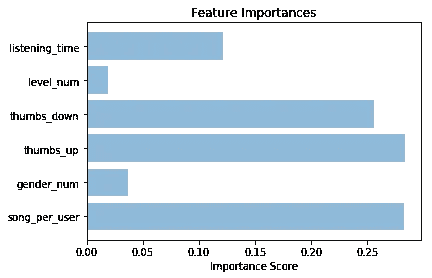 Feature Importances
listening_time
level_num
thumbs_down
thumbs_up
gender_num
song_per_user
0.00 0.05 0.10 0.15 0.20 0.25
Importance Score